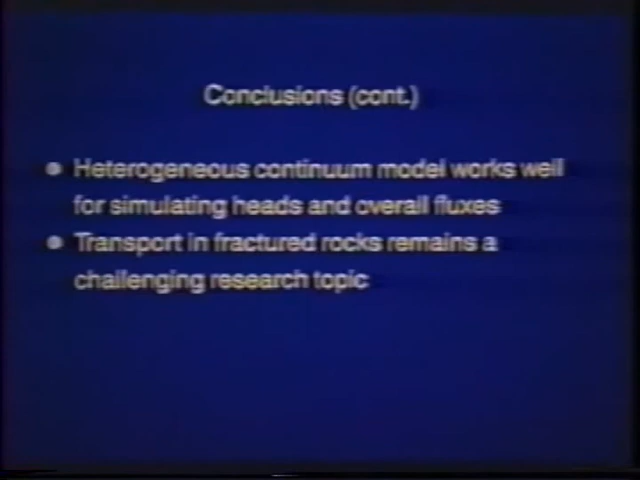 Conclusions (cont.)
● Heterogeneous continuum model works well
for simulating heads and overall fluxes
● Transport in fractured rocks remains a
challenging research topic